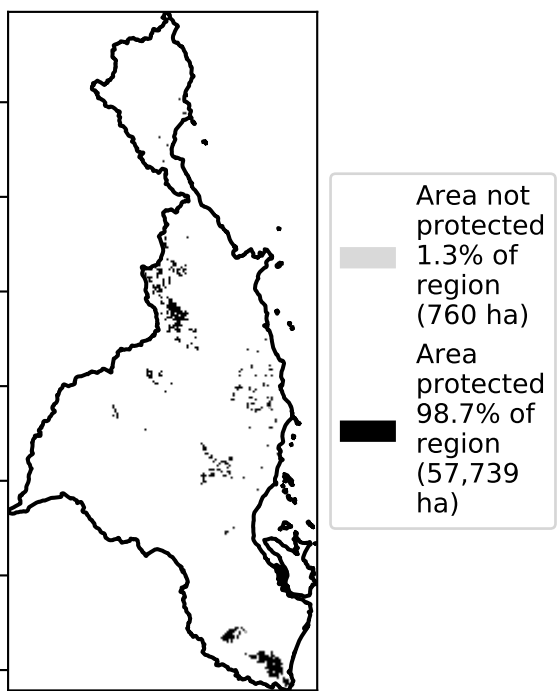 Area not
protected
1.3% of
region
(760 ha)
Area
protected
98.7% of
region
(57,739
ha)